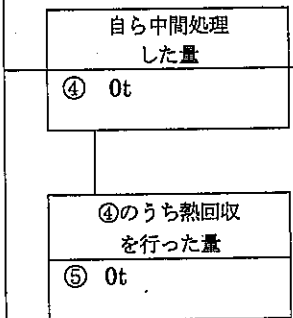 自ら中間処理
した量
④ 0t
④のうち熱回収
を行った量
⑤ 0t